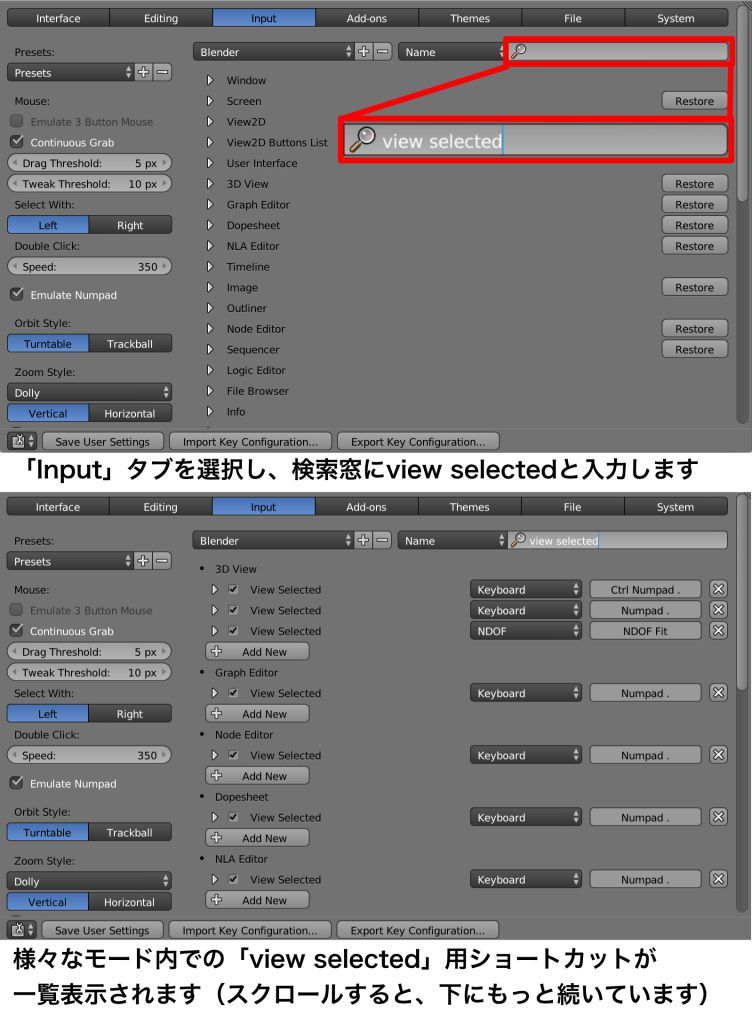 Interface Editing Input Add-ons Themes File System
Presets: Blender Name
Presets Window
Mouse: Screen Restore
Emulate 3 Button Mouse View2D
Continuous Grab View2D Buttons List view selected
Drag Threshold: 5 px User Interface
Tweak Threshold: 10 px 3D View Restore
Select With: Graph Editor Restore
Left Right Dopesheet Restore
Double Click: NLA Editor Restore
Speed: 350 Timeline
Emulate Numpad Image Restore
Outliner
Orbit Style: Node Editor Restore
Turntable Trackball Sequencer Restore
Zoom Style: Logic Editor
Dolly File Browser
Vertical Horizontal Info
Save User Settings Import Key Configuration... Export Key Configuration...
「Input」タブを選択し、検索窓にview selectedと入力します
Interface Editing Input Add-ons Themes File System
Presets: Blender Name view selected
Presets 3D View
Mouse: View Selected Keyboard Ctrl Numpad .
Emulate 3 Button Mouse View Selected Keyboard Numpad .
Continuous Grab View Selected NDOF NDOF Fit
Drag Threshold: 5 px Add New
Tweak Threshold: 10 px Graph Editor
Select With: View Selected Keyboard Numpad .
Left Right Add New
Double Click: Node Editor
Speed: 350 View Selected Keyboard Numpad .
Emulate Numpad Add New
Dopesheet
Orbit Style: View Selected Keyboard Numpad .
Turntable Trackball Add New
Zoom Style: NLA Editor
Dolly View Selected Keyboard Numpad .
Vertical Horizontal Add New
Save User Settings Import Key Configuration... Export Key Configuration...
様々なモード内での「view selected」用ショートカットが
一覧表示されます（スクロールすると、下にもっと続いています）